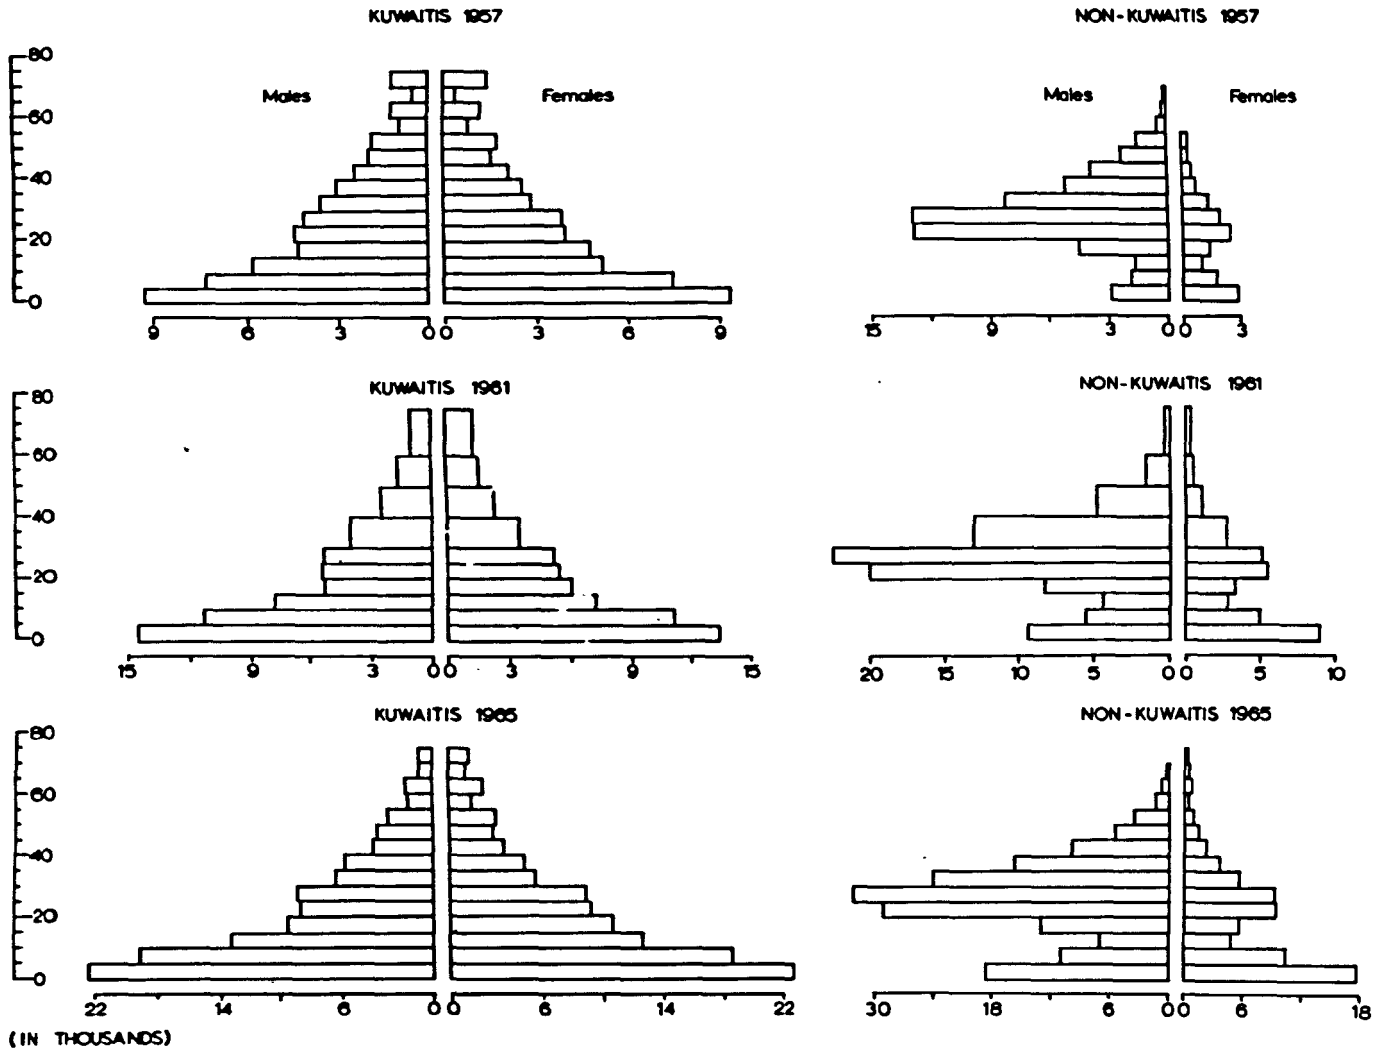 KUWAITIS 1957
NON-KUWAITIS 1957
80
60
40
20
0
Males
Females
Males
Females
9 6 3 0 0 3 6 9
15 9 3 0 0 3
KUWAITIS 1961
NON-KUWAITIS 1961
80
60
40
20
0
15 9 3 0 0 3 9 15
20 15 10 5 0 0 5 10
KUWAITIS 1965
NON-KUWAITIS 1965
80
60
40
20
0
22 14 6 0 0 6 14 22
30 18 6 0 0 6 18
(IN THOUSANDS)